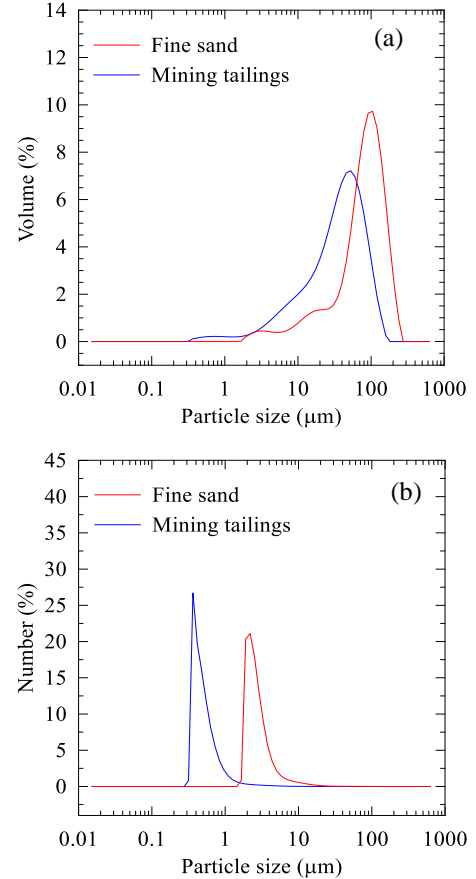 14
(a)
Fine sand
12
Mining tailings
10
8
6
4
2
0
Volume (%)
0.01 0.1 1 10 100 1000
Particle size (μm)
45
(b)
Fine sand
40
Mining tailings
35
30
25
20
15
10
5
0
Number (%)
0.01 0.1 1 10 100 1000
Particle size (μm)